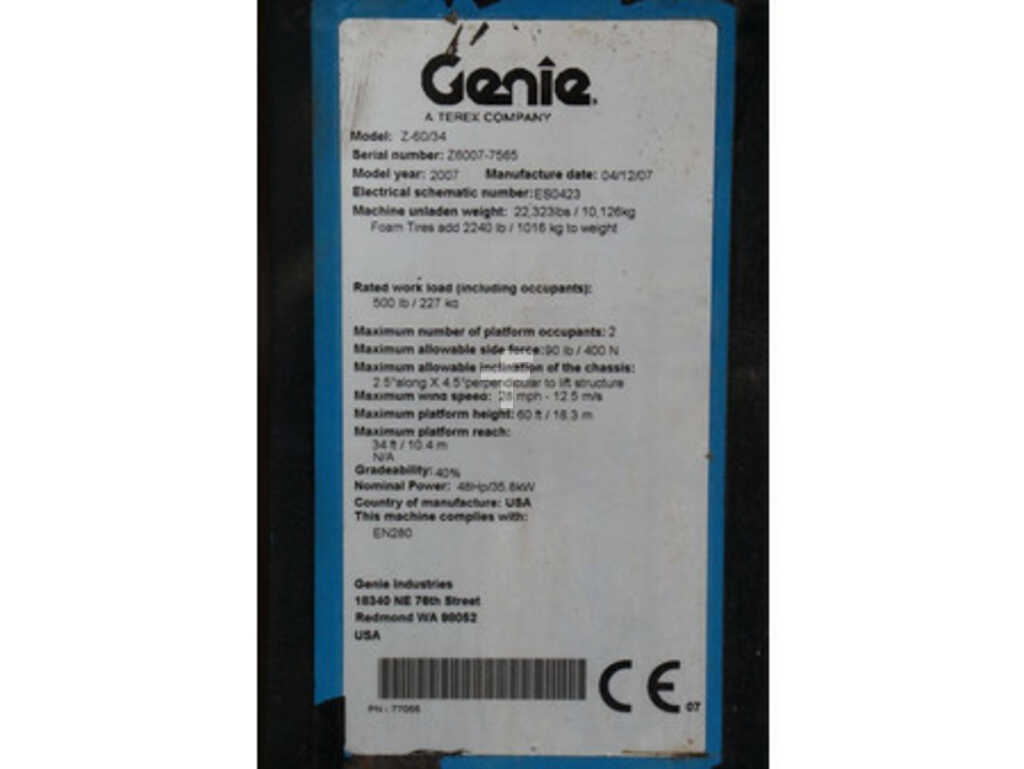 Genie
A TEREX COMPANY
Model: Z-60/34
Serial number: Z6007-7565
Model year: 2007 Manufacture date: 04/12/07
Electrical schematic number: ES0423
Machine unladen weight: 22,323lbs / 10,126kg
Foam Tires add 2240 lb / 1016 kg to weight
Rated work load (including occupants):
500 lb / 227 kg
Maximum number of platform occupants: 2
Maximum allowable side force: 90 lb / 400 N
Maximum allowable inclination of the chassis:
2.5°along X 4.5°perpendicular to lift structure
Maximum wind speed: 28 mph - 12.5 m/s
Maximum platform height: 60 ft / 18.3 m
Maximum platform reach:
34 ft / 10.4 m
N/A
Gradeability: 40%
Nominal Power: 48Hp/35.8kW
Country of manufacture: USA
This machine complies with:
EN280
Genie Industries
18340 NE 76th Street
Redmond WA 98052
USA
CE 07
PN - 77055